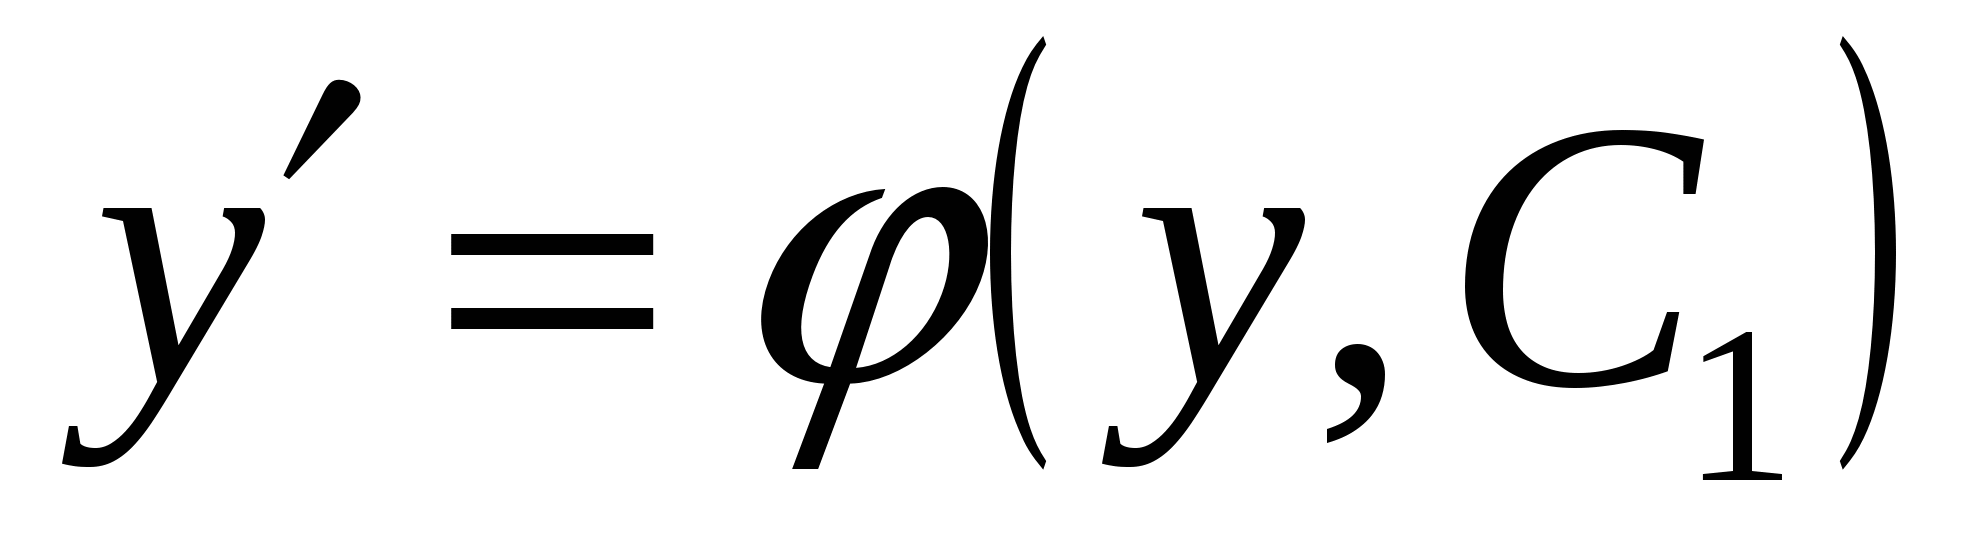 y′ = φ(y, C₁)